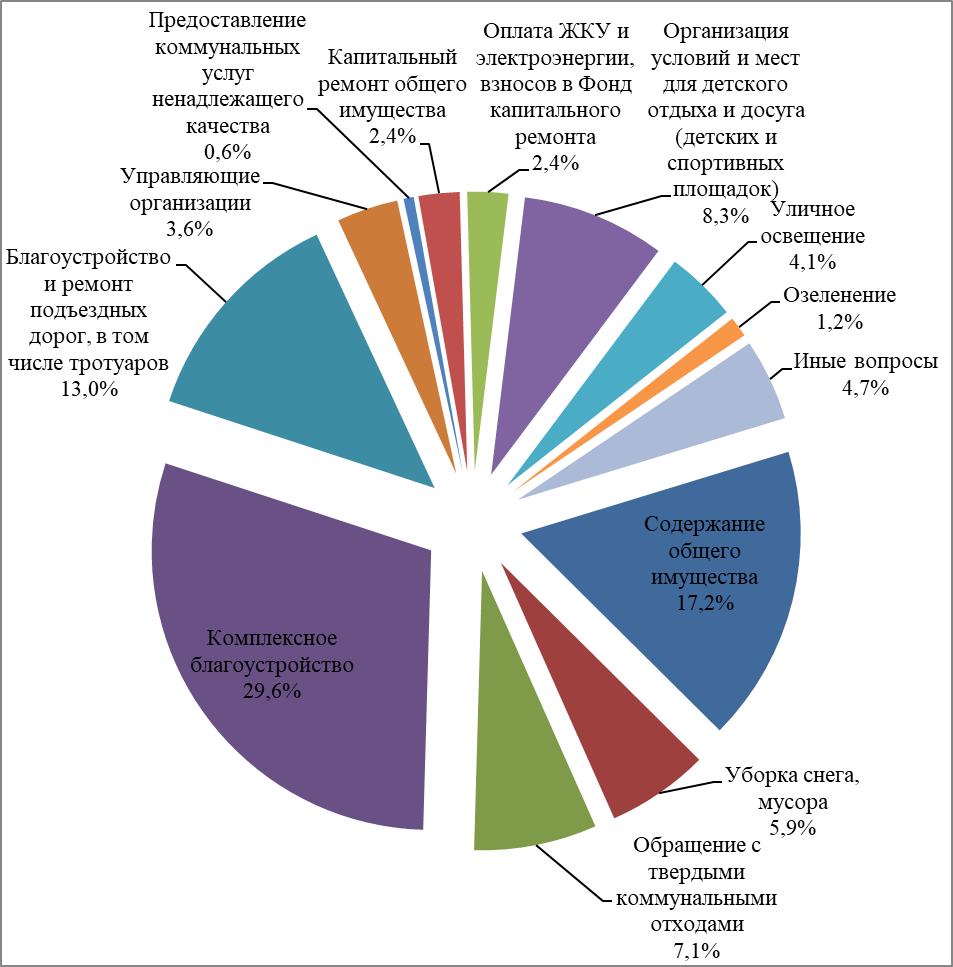 Предоставление
коммунальных
услуг
ненадлежащего
качества
0,6%
Капитальный
ремонт общего
имущества
2,4%
Оплата ЖКУ и
электроэнергии,
взносов в Фонд
капитального
ремонта
2,4%
Организация
условий и мест
для детского
отдыха и досуга
(детских и
спортивных
площадок)
8,3%
Управляющие
организации
3,6%
Уличное
освещение
4,1%
Благоустройство
и ремонт
подъездных
дорог, в том
числе тротуаров
13,0%
Озеленение
1,2%
Иные вопросы
4,7%
Содержание
общего
имущества
17,2%
Комплексное
благоустройство
29,6%
Уборка снега,
мусора
5,9%
Обращение с
твердыми
коммунальными
отходами
7,1%